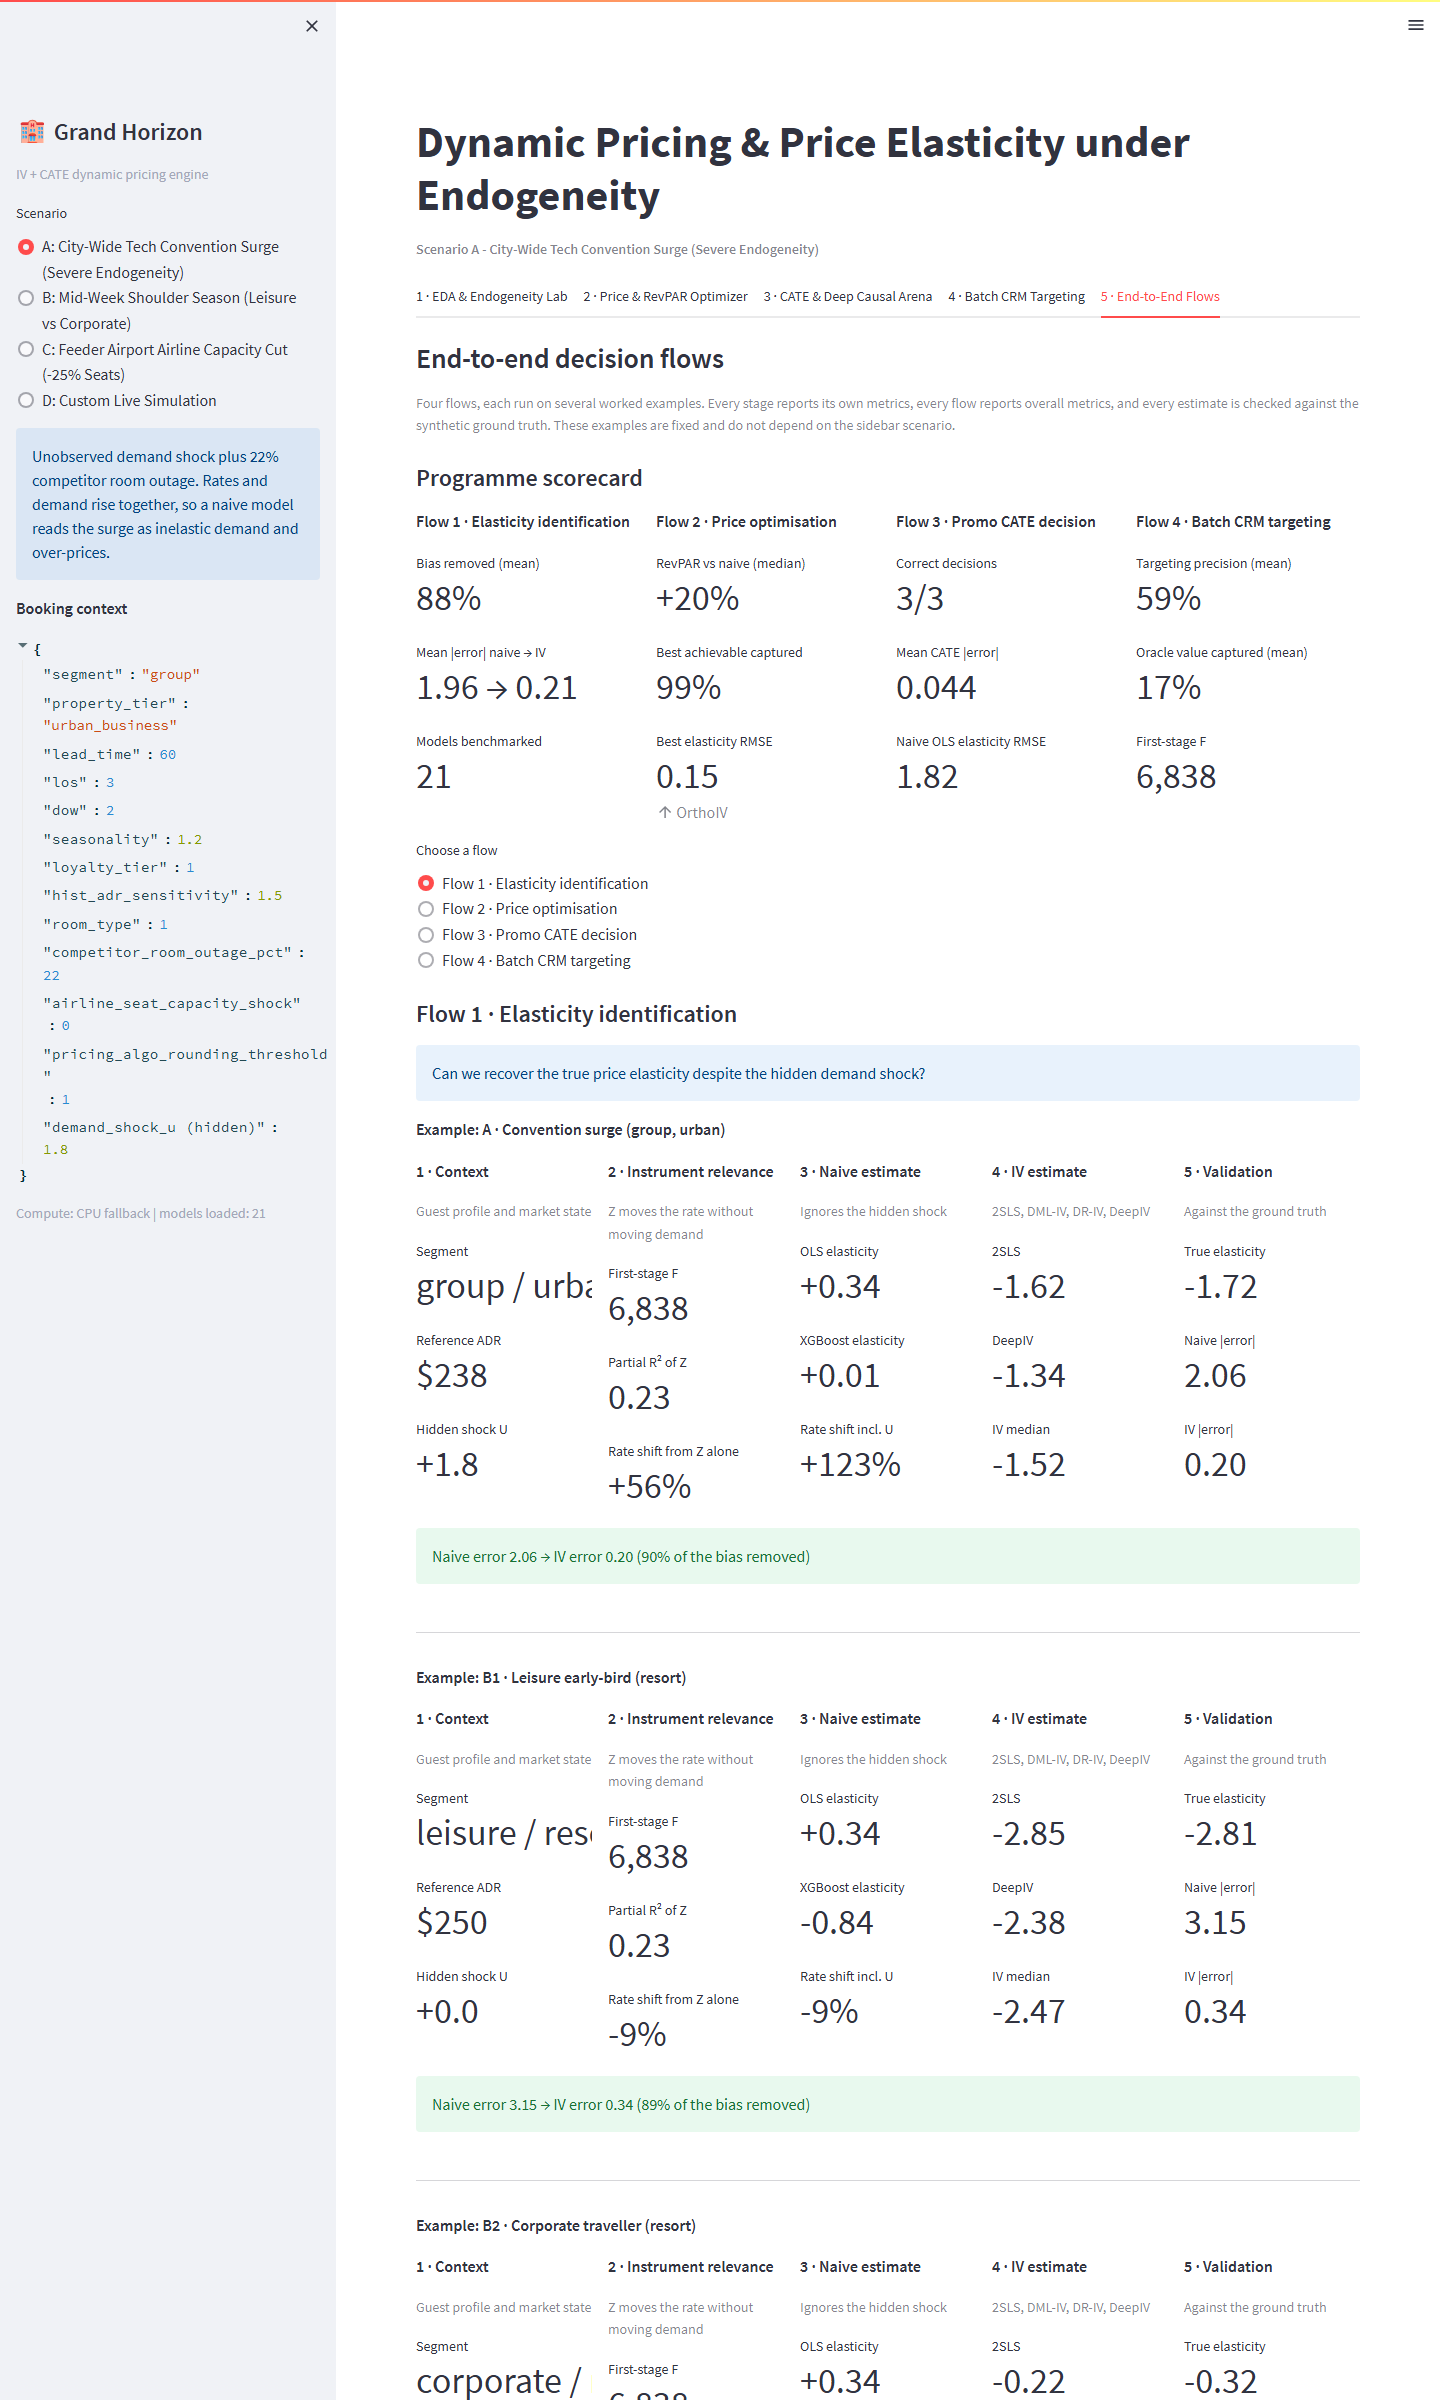 Grand Horizon
IV + CATE dynamic pricing engine
Scenario
A: City-Wide Tech Convention Surge
(Severe Endogeneity)
B: Mid-Week Shoulder Season (Leisure
vs Corporate)
C: Feeder Airport Airline Capacity Cut
(-25% Seats)
D: Custom Live Simulation
Unobserved demand shock plus 22%
competitor room outage. Rates and
demand rise together, so a naive model
reads the surge as inelastic demand and
over-prices.
Booking context
{
"segment" : "group"
"property_tier" :
"urban_business"
"lead_time" : 60
"los" : 3
"dow" : 2
"seasonality" : 1.2
"loyalty_tier" : 1
"hist_adr_sensitivity" : 1.5
"room_type" : 1
"competitor_room_outage_pct" :
22
"airline_seat_capacity_shock"
: 0
"pricing_algo_rounding_threshold
"
: 1
"demand_shock_u (hidden)" :
1.8
}
Compute: CPU fallback | models loaded: 21
Dynamic Pricing & Price Elasticity under
Endogeneity
Scenario A - City-Wide Tech Convention Surge (Severe Endogeneity)
1 · EDA & Endogeneity Lab 2 · Price & RevPAR Optimizer 3 · CATE & Deep Causal Arena 4 · Batch CRM Targeting 5 · End-to-End Flows
End-to-end decision flows
Four flows, each run on several worked examples. Every stage reports its own metrics, every flow reports overall metrics, and every estimate is checked against the
synthetic ground truth. These examples are fixed and do not depend on the sidebar scenario.
Programme scorecard
Flow 1 · Elasticity identification Flow 2 · Price optimisation Flow 3 · Promo CATE decision Flow 4 · Batch CRM targeting
Bias removed (mean) RevPAR vs naive (median) Correct decisions Targeting precision (mean)
88% +20% 3/3 59%
Mean |error| naive → IV Best achievable captured Mean CATE |error| Oracle value captured (mean)
1.96 → 0.21 99% 0.044 17%
Models benchmarked Best elasticity RMSE Naive OLS elasticity RMSE First-stage F
21 0.15 1.82 6,838
↑ OrthoIV
Choose a flow
Flow 1 · Elasticity identification
Flow 2 · Price optimisation
Flow 3 · Promo CATE decision
Flow 4 · Batch CRM targeting
Flow 1 · Elasticity identification
Can we recover the true price elasticity despite the hidden demand shock?
Example: A · Convention surge (group, urban)
1 · Context 2 · Instrument relevance 3 · Naive estimate 4 · IV estimate 5 · Validation
Guest profile and market state Z moves the rate without Ignores the hidden shock 2SLS, DML-IV, DR-IV, DeepIV Against the ground truth
moving demand
Segment OLS elasticity 2SLS True elasticity
First-stage F
group / urba +0.34 -1.62 -1.72
6,838
Reference ADR XGBoost elasticity DeepIV Naive |error|
Partial R² of Z
$238 +0.01 -1.34 2.06
0.23
Hidden shock U Rate shift incl. U IV median IV |error|
Rate shift from Z alone
+1.8 +123% -1.52 0.20
+56%
Naive error 2.06 → IV error 0.20 (90% of the bias removed)
Example: B1 · Leisure early-bird (resort)
1 · Context 2 · Instrument relevance 3 · Naive estimate 4 · IV estimate 5 · Validation
Guest profile and market state Z moves the rate without Ignores the hidden shock 2SLS, DML-IV, DR-IV, DeepIV Against the ground truth
moving demand
Segment OLS elasticity 2SLS True elasticity
First-stage F
leisure / res +0.34 -2.85 -2.81
6,838
Reference ADR XGBoost elasticity DeepIV Naive |error|
Partial R² of Z
$250 -0.84 -2.38 3.15
0.23
Hidden shock U Rate shift incl. U IV median IV |error|
Rate shift from Z alone
+0.0 -9% -2.47 0.34
-9%
Naive error 3.15 → IV error 0.34 (89% of the bias removed)
Example: B2 · Corporate traveller (resort)
1 · Context 2 · Instrument relevance 3 · Naive estimate 4 · IV estimate 5 · Validation
Guest profile and market state Z moves the rate without Ignores the hidden shock 2SLS, DML-IV, DR-IV, DeepIV Against the ground truth
moving demand
Segment OLS elasticity 2SLS True elasticity
First-stage F
corporate / +0.34 -0.22 -0.32